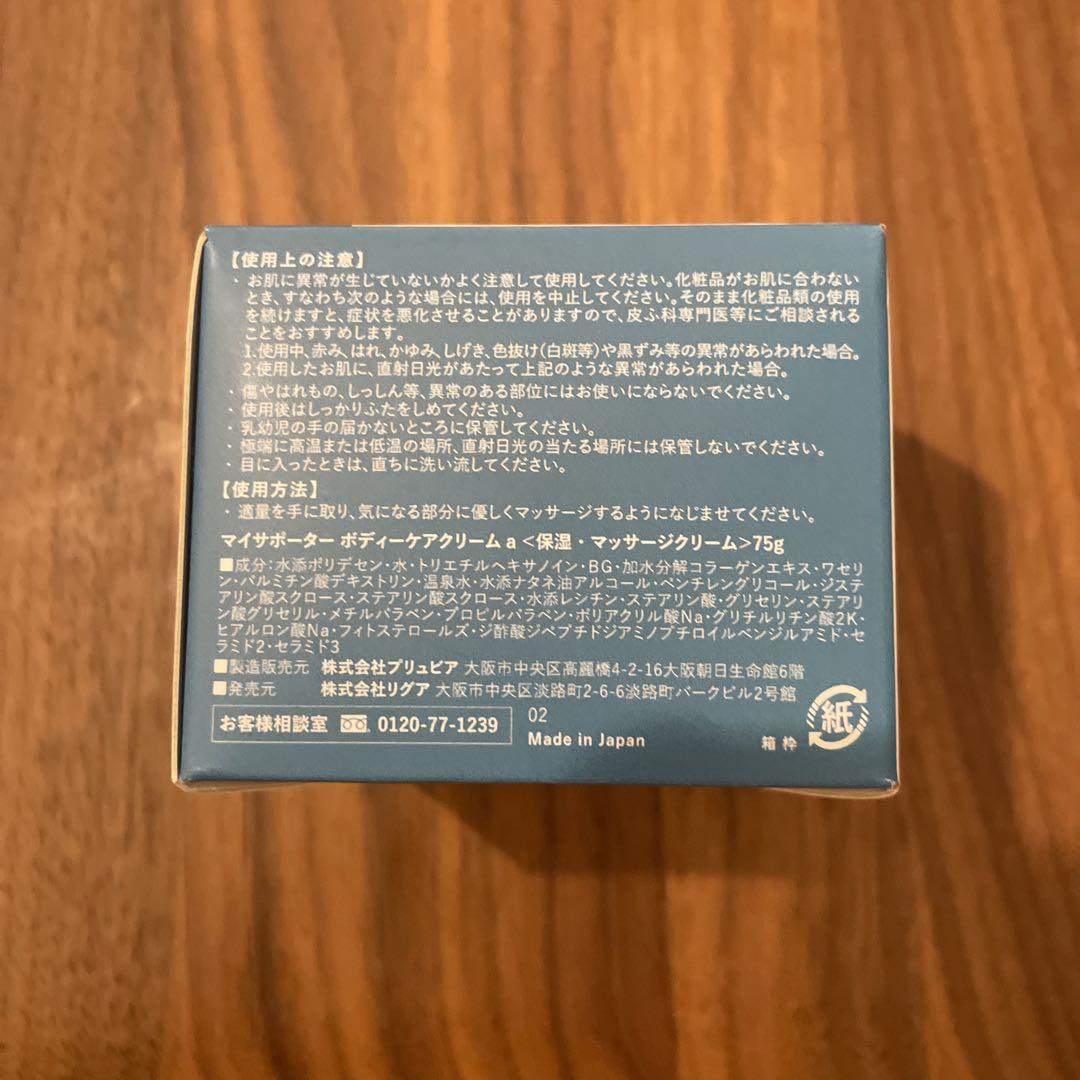 【使用上の注意】
・お肌に異常が生じていないかよく注意して使用してください。化粧品がお肌に合わない
とき、すなわち次のような場合には、使用を中止してください。そのまま化粧品類の使用
を続けますと、症状を悪化させることがありますので、皮ふ科専門医等にご相談される
ことをおすすめします。
1.使用中、赤み、はれ、かゆみ、しげき、色抜け(白斑等)や黒ずみ等の異常があらわれた場合。
2.使用したお肌に、直射日光があたって上記のような異常があらわれた場合。
・傷やはれもの、しっしん等、異常のある部位にはお使いにならないでください。
・使用後はしっかりふたをしめてください。
・乳幼児の手の届かないところに保管してください。
・極端に高温または低温の場所、直射日光の当たる場所には保管しないでください。
・目に入ったときは、直ちに洗い流してください。
【使用方法】
・適量を手に取り、気になる部分に優しくマッサージするようになじませてください。
マイサポーター ボディーケアクリーム a <保湿・マッサージクリーム>75g
■成分:水添ポリデセン・水・トリエチルヘキサノイン・BG・加水分解コラーゲンエキス・ワセリ
ン・パルミチン酸デキストリン・温泉水・水添ナタネ油アルコール・ペンチレングリコール・ジステ
アリン酸スクロース・ステアリン酸スクロース・水添レシチン・ステアリン酸・グリセリン・ステアリ
ン酸グリセリル・メチルパラベン・プロピルパラベン・ポリアクリル酸Na・グリチルリチン酸2K・
ヒアルロン酸Na・フィトステロールズ・ジ酢酸ジペプチドジアミノブチロイルベンジルアミド・セ
ラミド2・セラミド3
■製造販売元 株式会社プリュビア 大阪市中央区高麗橋4-2-16大阪朝日生命館6階
■発売元 株式会社リグア 大阪市中央区淡路町2-6-6淡路町パークビル2号館
お客様相談室 0120-77-1239
02
Made in Japan
箱 枠
紙